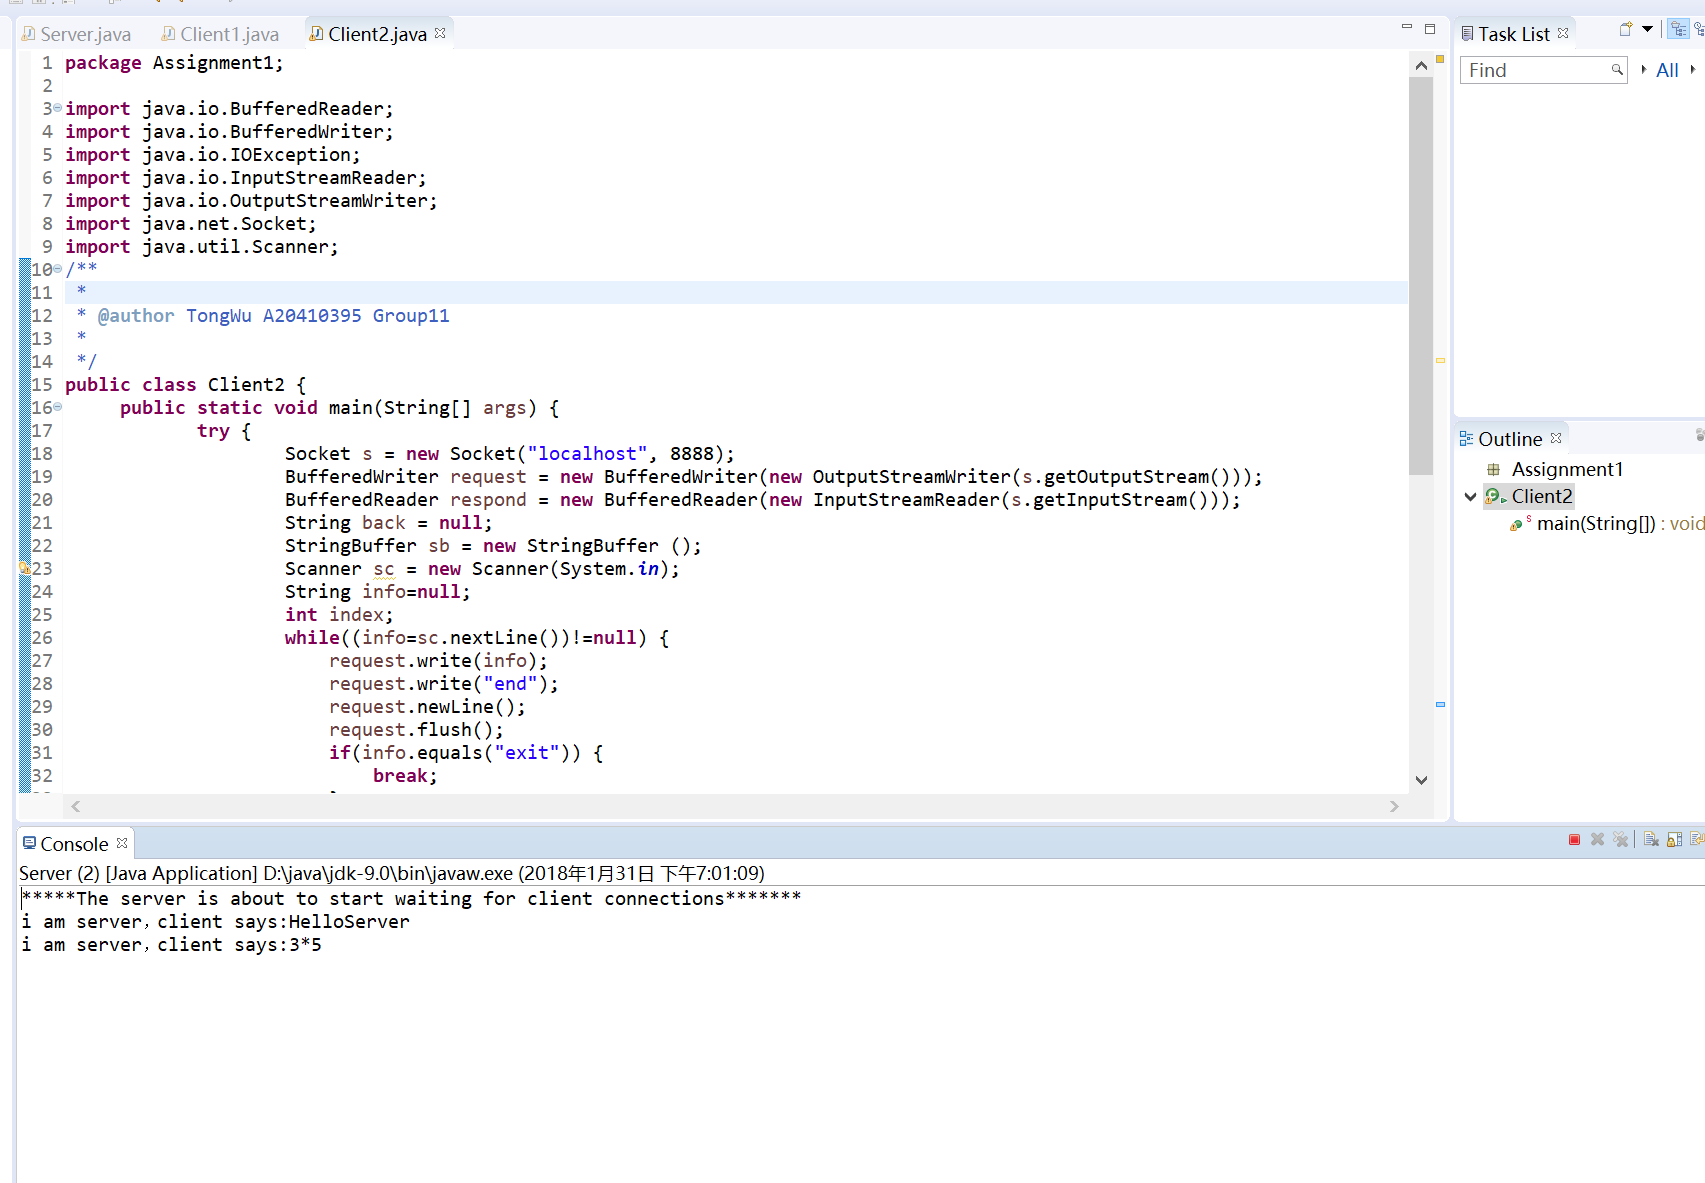 Server.java Client1.java Client2.java
1 package Assignment1;
2
3 import java.io.BufferedReader;
4 import java.io.BufferedWriter;
5 import java.io.IOException;
6 import java.io.InputStreamReader;
7 import java.io.OutputStreamWriter;
8 import java.net.Socket;
9 import java.util.Scanner;
10 /**
11 *
12 * @author TongWu A20410395 Group11
13 *
14 */
15 public class Client2 {
16 public static void main(String[] args) {
17 try {
18 Socket s = new Socket("localhost", 8888);
19 BufferedWriter request = new BufferedWriter(new OutputStreamWriter(s.getOutputStream()));
20 BufferedReader respond = new BufferedReader(new InputStreamReader(s.getInputStream()));
21 String back = null;
22 StringBuffer sb = new StringBuffer ();
23 Scanner sc = new Scanner(System.in);
24 String info=null;
25 int index;
26 while((info=sc.nextLine())!=null) {
27 request.write(info);
28 request.write("end");
29 request.newLine();
30 request.flush();
31 if(info.equals("exit")) {
32 break;
Task List
Find All
Outline
Assignment1
Client2
main(String[]) : void
Console
Server (2) [Java Application] D:\java\jdk-9.0\bin\javaw.exe (2018年1月31日 下午7:01:09)
*****The server is about to start waiting for client connections*******
i am server，client says:HelloServer
i am server，client says:3*5